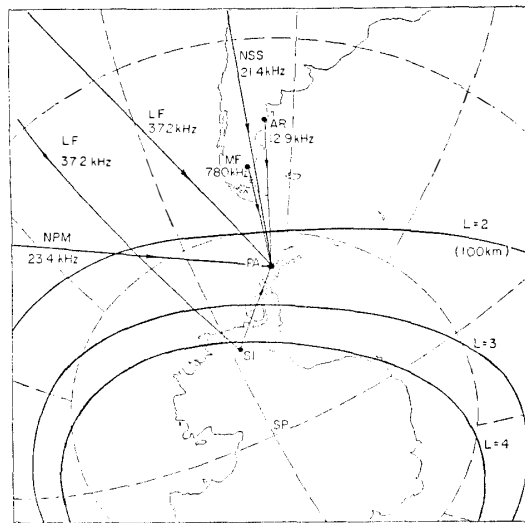 NSS
21.4 kHz
LF
37.2 kHz
AR
12.9 kHz
LF
37.2 kHz
MF
780 kHz
L=2
(100km)
NPM
23.4 kHz
PA
L=3
SI
SP
L=4